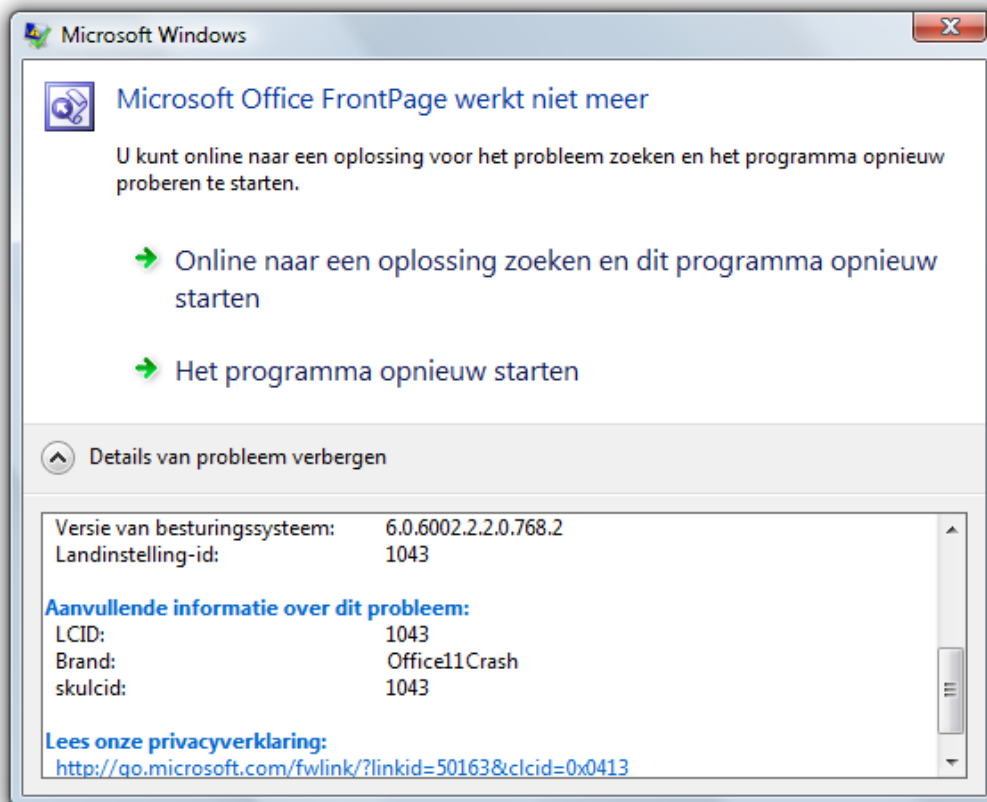 Microsoft Windows
Microsoft Office FrontPage werkt niet meer
U kunt online naar een oplossing voor het probleem zoeken en het programma opnieuw
proberen te starten.
Online naar een oplossing zoeken en dit programma opnieuw
starten
Het programma opnieuw starten
Details van probleem verbergen
Versie van besturingssysteem: 6.0.6002.2.2.0.768.2
Landinstelling-id: 1043
Aanvullende informatie over dit probleem:
LCID: 1043
Brand: Office11Crash
skulcid: 1043
Lees onze privacyverklaring:
http://go.microsoft.com/fwlink/?linkid=50163&clcid=0x0413